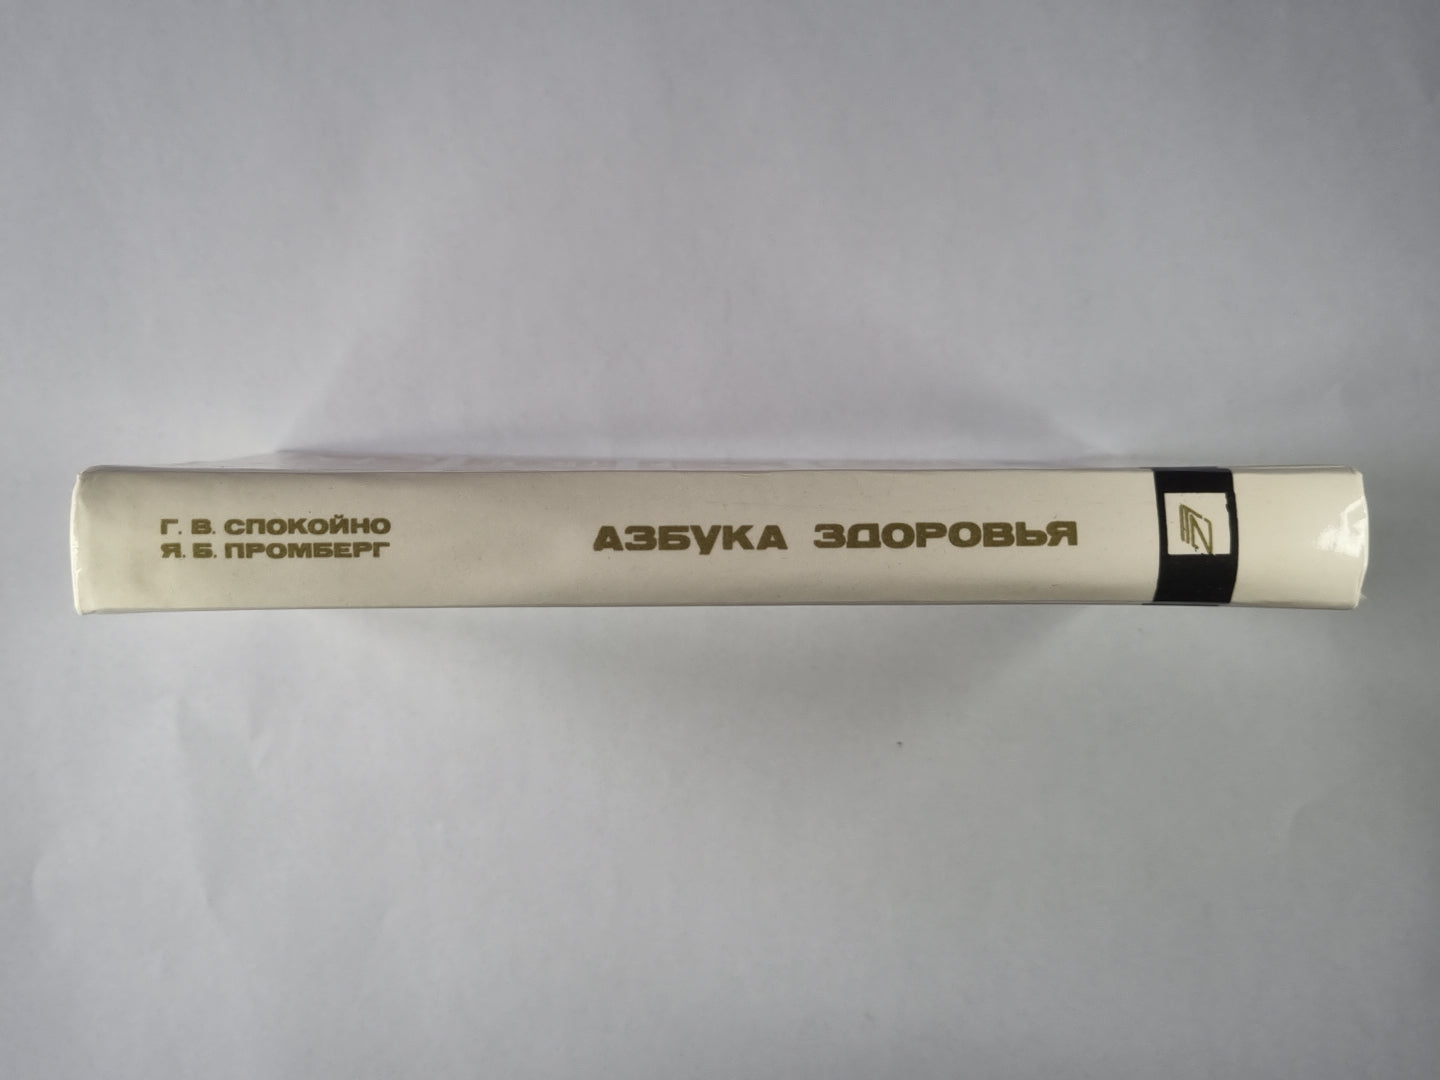 Г. В. СПОКОЙНО
Я. Б. ПРОМБЕРГ
АЗБУКА ЗДОРОВЬЯ